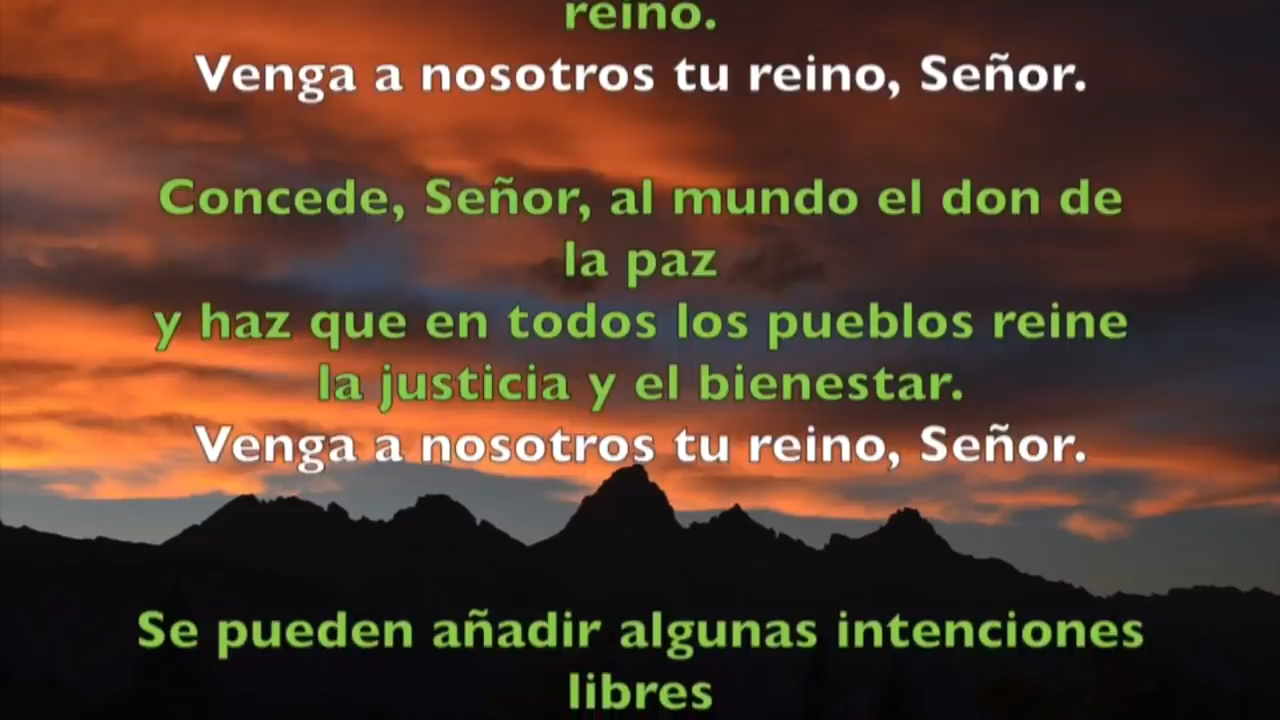 reino.
Venga a nosotros tu reino, Señor.
Concede, Señor, al mundo el don de
la paz
y haz que en todos los pueblos reine
la justicia y el bienestar.
Venga a nosotros tu reino, Señor.
Se pueden añadir algunas intenciones
libres